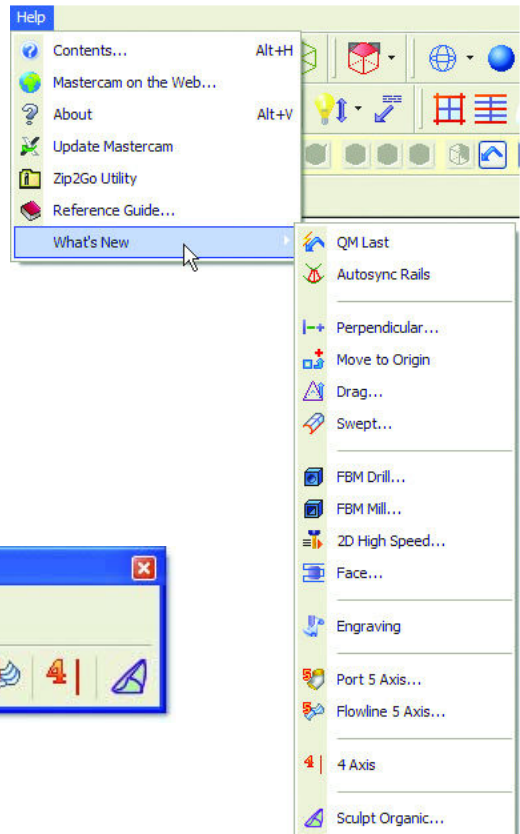 Help
Contents... Alt+H
Mastercam on the Web...
About Alt+V
Update Mastercam
Zip2Go Utility
Reference Guide...
What's New
QM Last
Autosync Rails
Perpendicular...
Move to Origin
Drag...
Swept...
FBM Drill...
FBM Mill...
2D High Speed...
Face...
Engraving
Port 5 Axis...
Flowline 5 Axis...
4 Axis
Sculpt Organic...